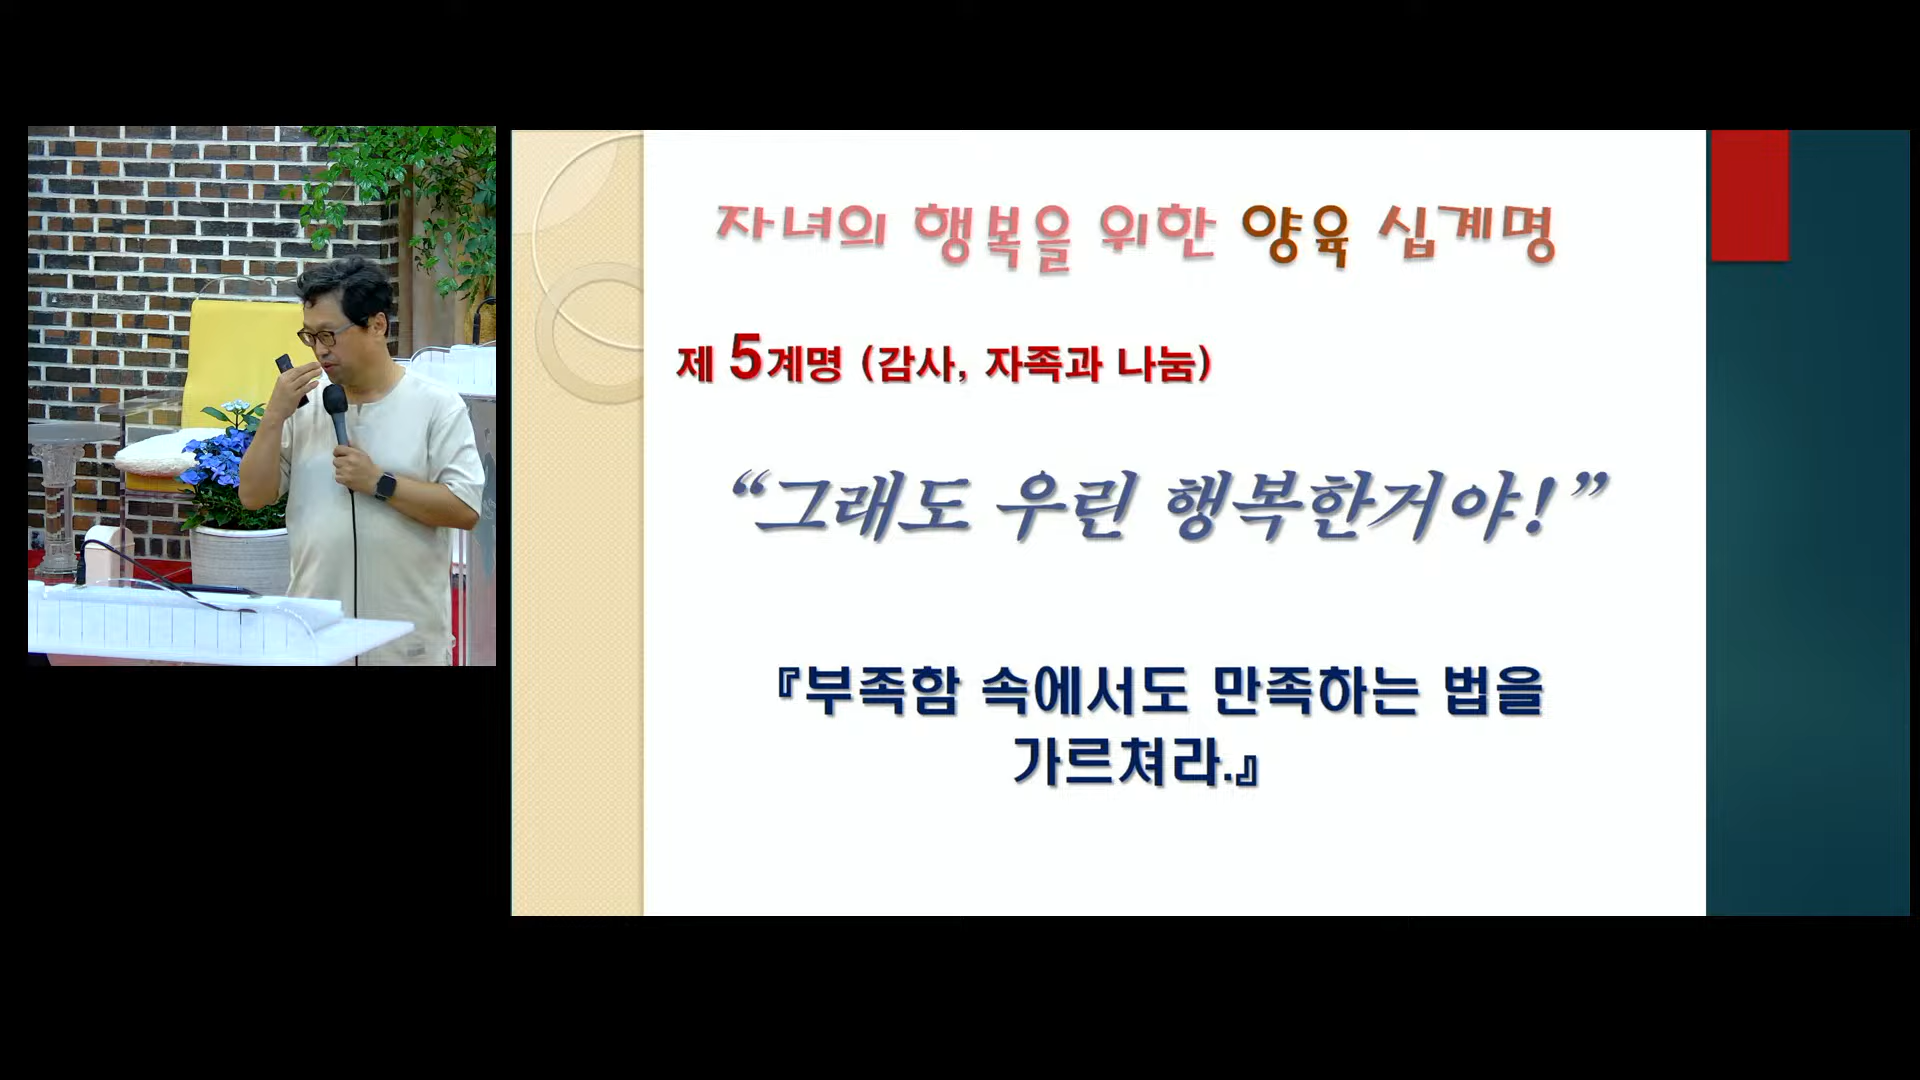 자녀의 행복을 위한 양육 십계명
제 5계명 (감사, 자족과 나눔)
“그래도 우린 행복한거야!”
『부족함 속에서도 만족하는 법을
가르쳐라.』